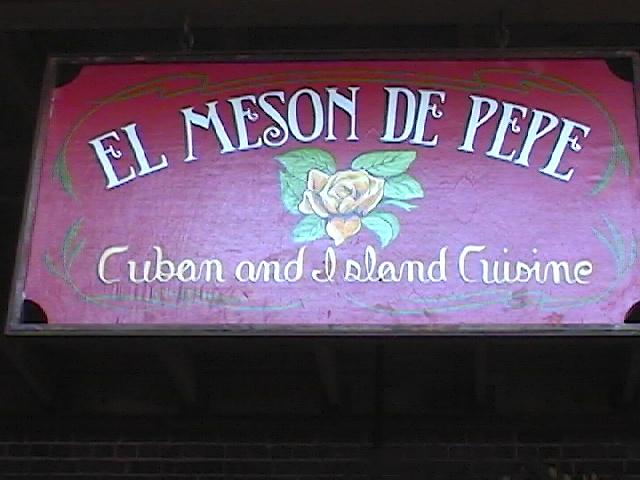 EL MESON DE PEPE
Cuban and Island Cuisine